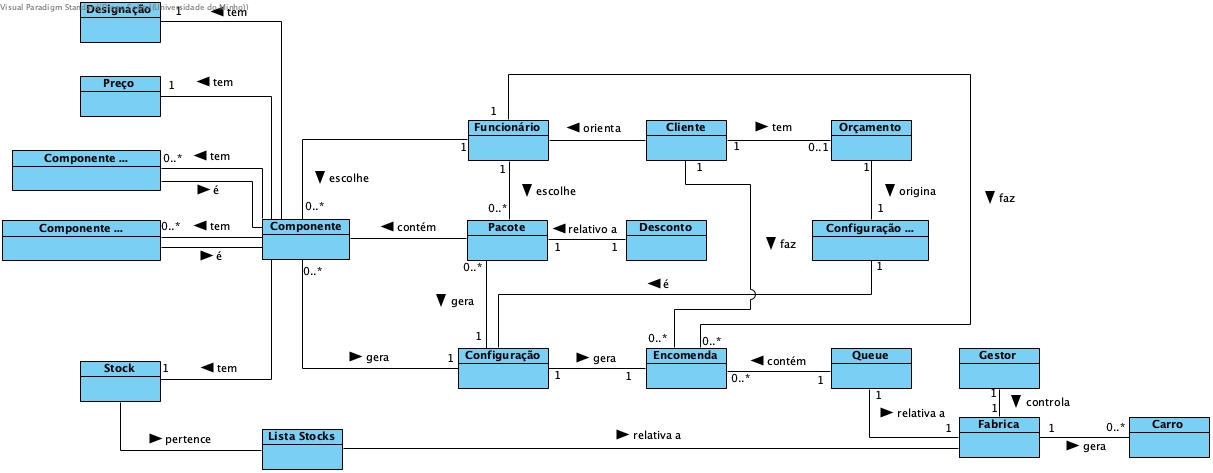 Visual Paradigm Standard (Universidade do Minho))
Designação
1
◄ tem
Preço
1
◄ tem
Componente ...
0..*
◄ tem
► é
Componente ...
0..*
◄ tem
► é
Componente
0..*
▼ escolhe
0..*
1
Funcionário
1
1
◄ orienta
Cliente
1
1
► tem
0..1
Orçamento
1
▼ origina
1
Configuração ...
1
▼ faz
▼ escolhe
0..*
◄ contém
Pacote
0..*
1
◄ relativo a
1
Desconto
▼ faz
◄ é
▼ gera
1
► gera
1
Configuração
1
► gera
1
0..*
0..*
Encomenda
0..*
◄ contém
1
Queue
1
► relativa a
1
Gestor
1
1
▼ controla
Fabrica
1
► gera
0..*
Carro
Stock
1
◄ tem
► pertence
Lista Stocks
► relativa a